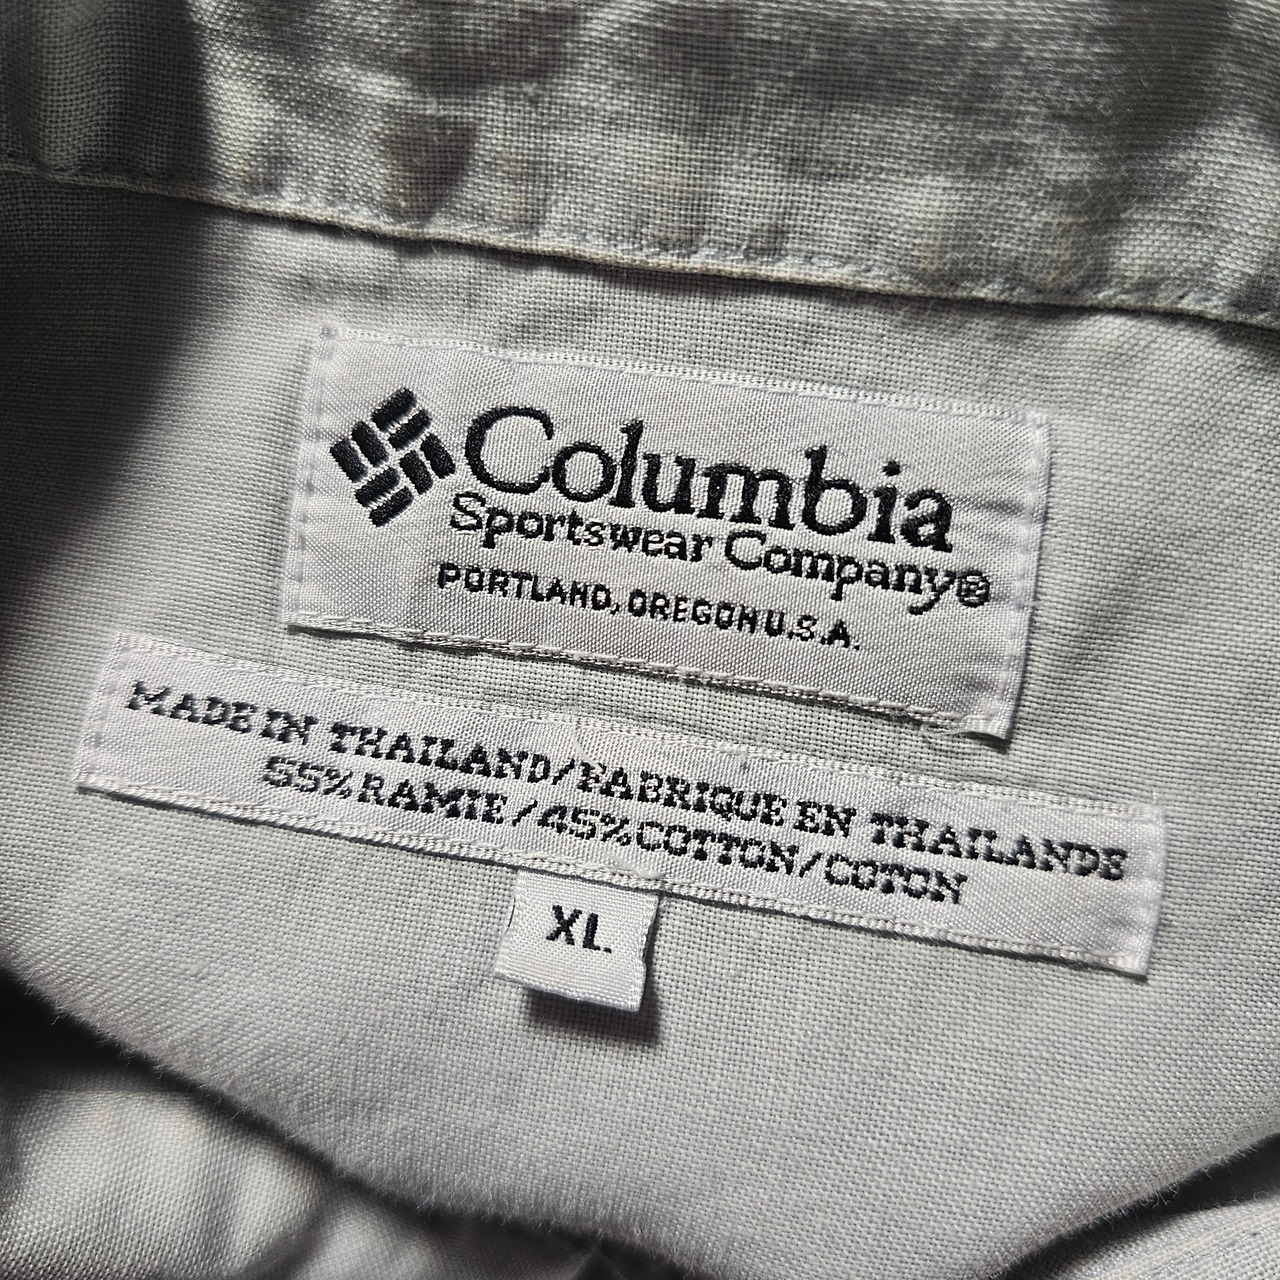 Columbia
Sportswear Company®
PORTLAND, OREGON U.S.A.
MADE IN THAILAND/FABRIQUE EN THAILANDE
55% RAMIE/45% COTTON/COTON
XL